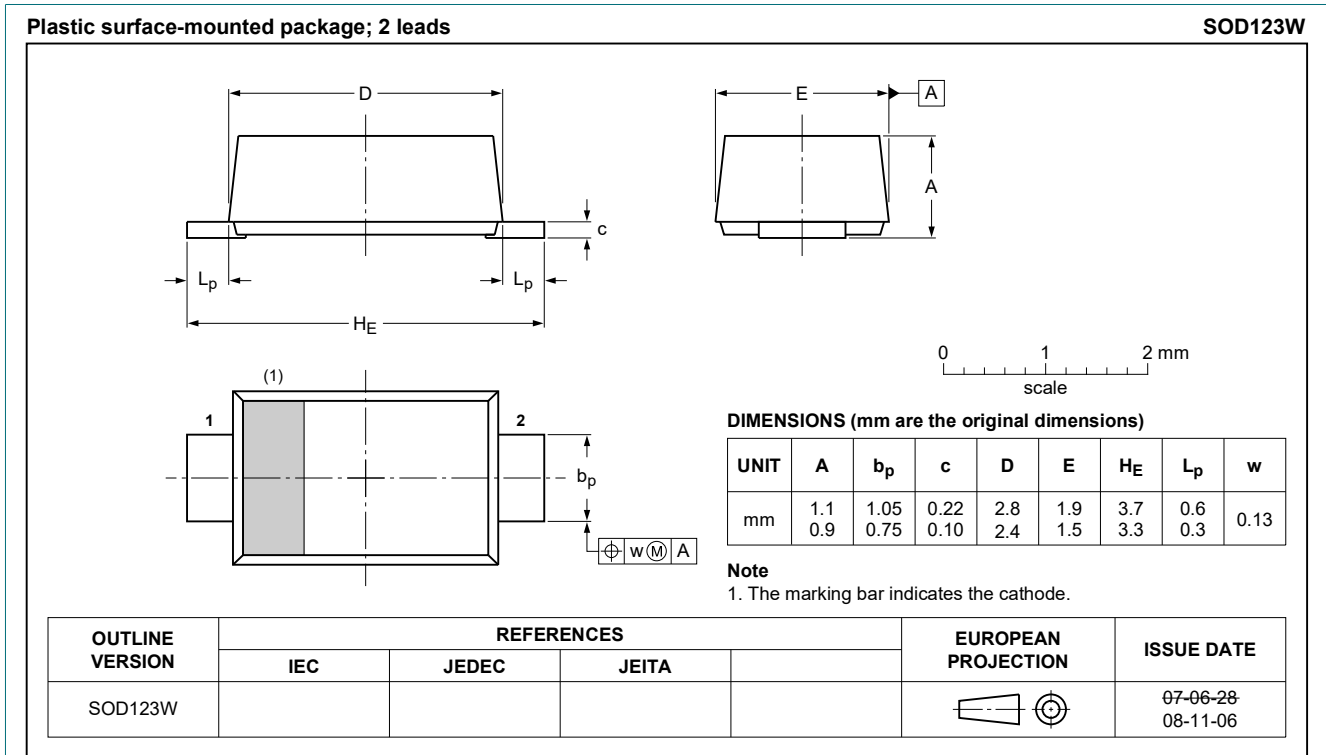 Plastic surface-mounted package; 2 leads SOD123W
D
E A
A
c
Lp Lp
HE
0 1 2 mm
scale
(1)
1 2
bp
w Ⓜ A
DIMENSIONS (mm are the original dimensions)
UNIT A bp c D E HE Lp w
mm 1.1 0.9 1.05 0.75 0.22 0.10 2.8 2.4 1.9 1.5 3.7 3.3 0.6 0.3 0.13
Note
1. The marking bar indicates the cathode.
OUTLINE VERSION REFERENCES EUROPEAN PROJECTION ISSUE DATE
IEC JEDEC JEITA
SOD123W 07-06-28
08-11-06